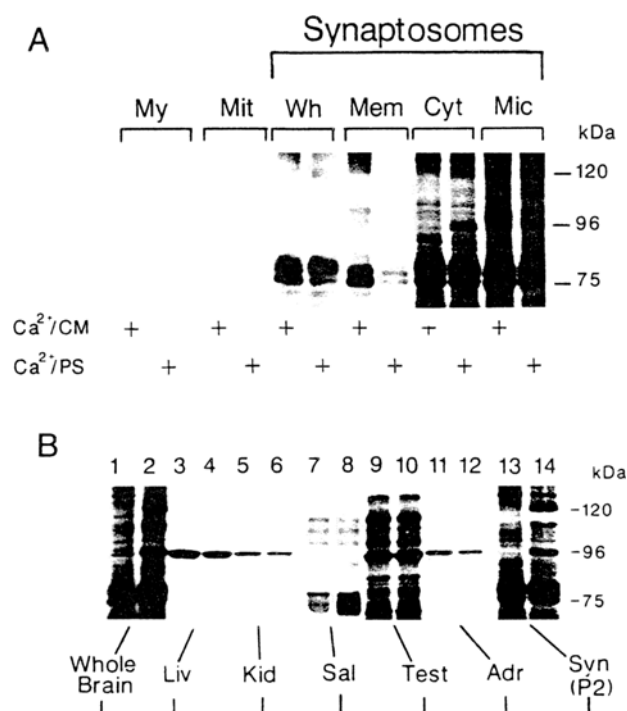 A
Synaptosomes
My Mit Wh Mem Cyt Mic
kDa
120
96
75
Ca²⁺/CM + + + + + +
Ca²⁺/PS + + + + + +
B
1 2 3 4 5 6 7 8 9 10 11 12 13 14
kDa
-120
-96
-75
Whole Brain Liv Kid Sal Test Adr Syn (P2)